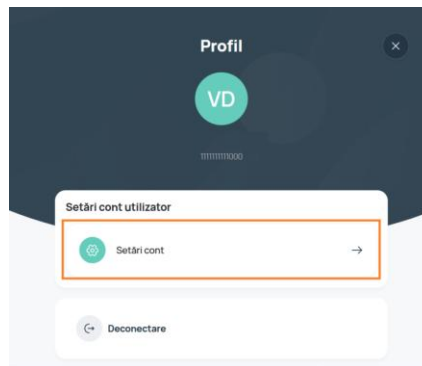 Profil
VD
111111111000
Setări cont utilizator
Setări cont
Deconectare